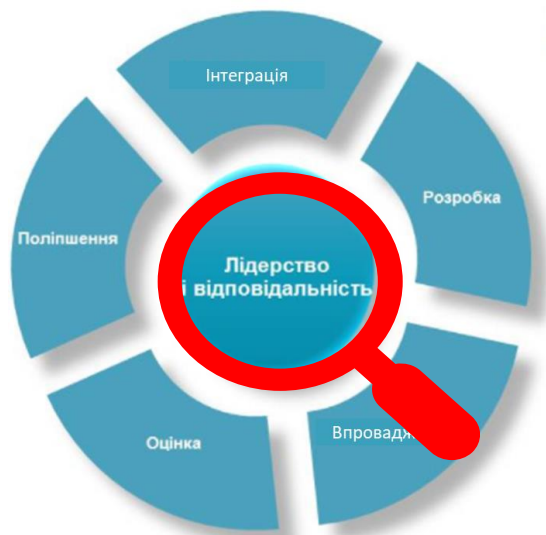 Інтеграція
Розробка
Поліпшення
Лідерство
і відповідальність
Оцінка